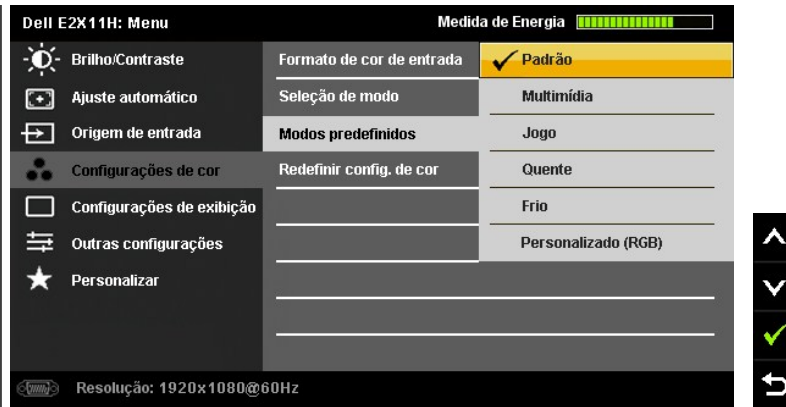 Dell E2X11H: Menu
Medida de Energia
Brilho/Contraste
Ajuste automático
Origem de entrada
Configurações de cor
Configurações de exibição
Outras configurações
Personalizar
Formato de cor de entrada
Seleção de modo
Modos predefinidos
Redefinir config. de cor
Padrão
Multimídia
Jogo
Quente
Frio
Personalizado (RGB)
Resolução: 1920x1080@60Hz